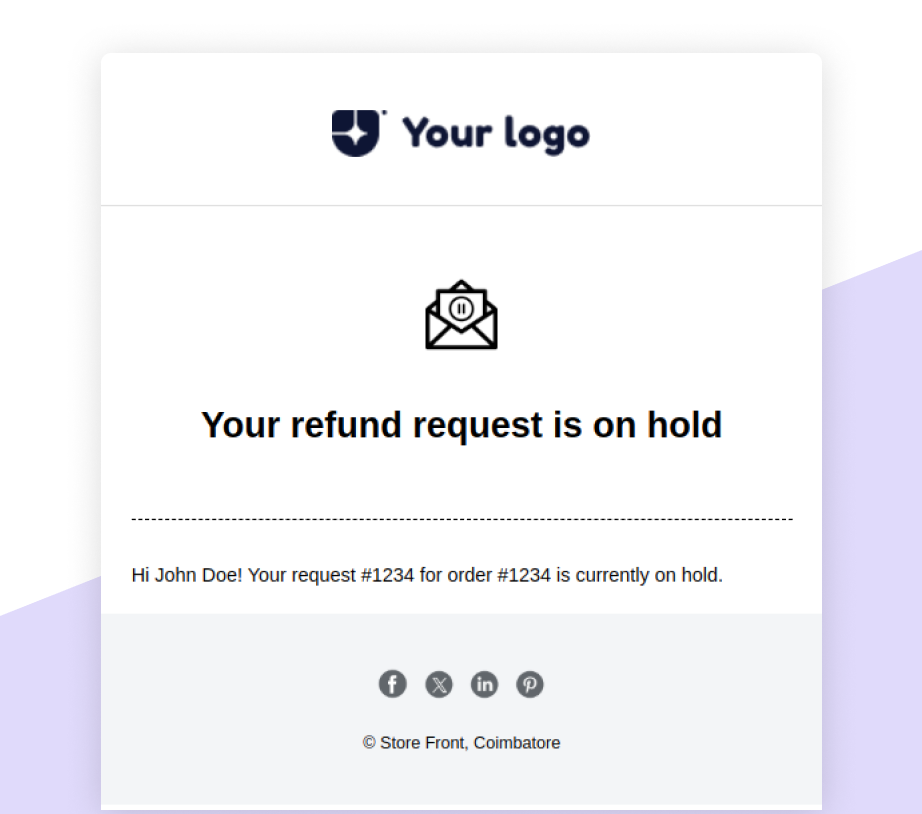 Your logo
Your refund request is on hold
Hi John Doe! Your request #1234 for order #1234 is currently on hold.
© Store Front, Coimbatore